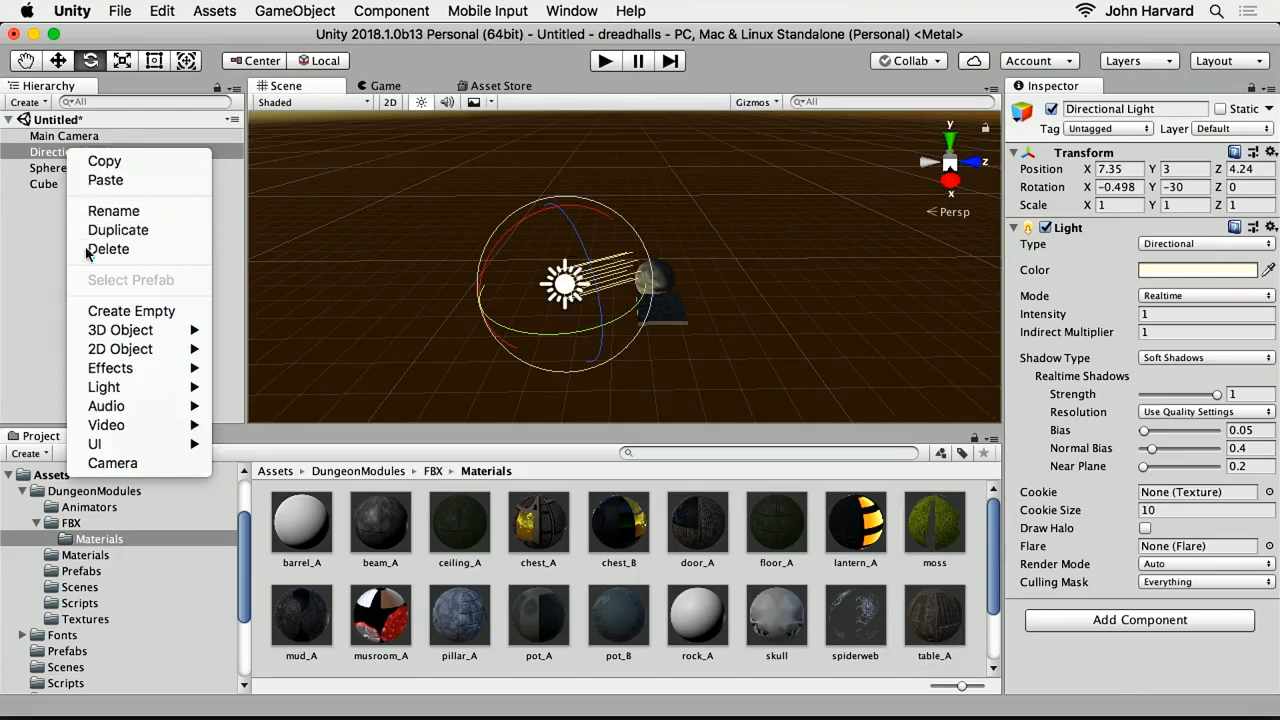 Unity File Edit Assets GameObject Component Mobile Input Window Help John Harvard
Unity 2018.1.0b13 Personal (64bit) - Untitled - dreadhalls - PC, Mac & Linux Standalone (Personal) <Metal>
Center Local Collab Account Layers Layout
Hierarchy
Create All
Untitled*
Main Camera
Directi
Sphere
Cube
Copy
Paste
Rename
Duplicate
Delete
Select Prefab
Create Empty
3D Object
2D Object
Effects
Light
Audio
Video
UI
Camera
Scene Game Asset Store
Shaded 2D Gizmos All
y
z
x
Persp
Inspector
Directional Light Static
Tag Untagged Layer Default
Transform
Position X 7.35 Y 3 Z 4.24
Rotation X -0.498 Y -30 Z 0
Scale X 1 Y 1 Z 1
Light
Type Directional
Color
Mode Realtime
Intensity 1
Indirect Multiplier 1
Shadow Type Soft Shadows
Realtime Shadows
Strength 1
Resolution Use Quality Settings
Bias 0.05
Normal Bias 0.4
Near Plane 0.2
Cookie None (Texture)
Cookie Size 10
Draw Halo
Flare None (Flare)
Render Mode Auto
Culling Mask Everything
Add Component
Project
Create
Assets
DungeonModules
Animators
FBX
Materials
Materials
Prefabs
Scenes
Scripts
Textures
Fonts
Prefabs
Scenes
Scripts
Assets DungeonModules FBX Materials
barrel_A beam_A ceiling_A chest_A chest_B door_A floor_A lantern_A moss
mud_A musroom_A pillar_A pot_A pot_B rock_A skull spiderweb table_A